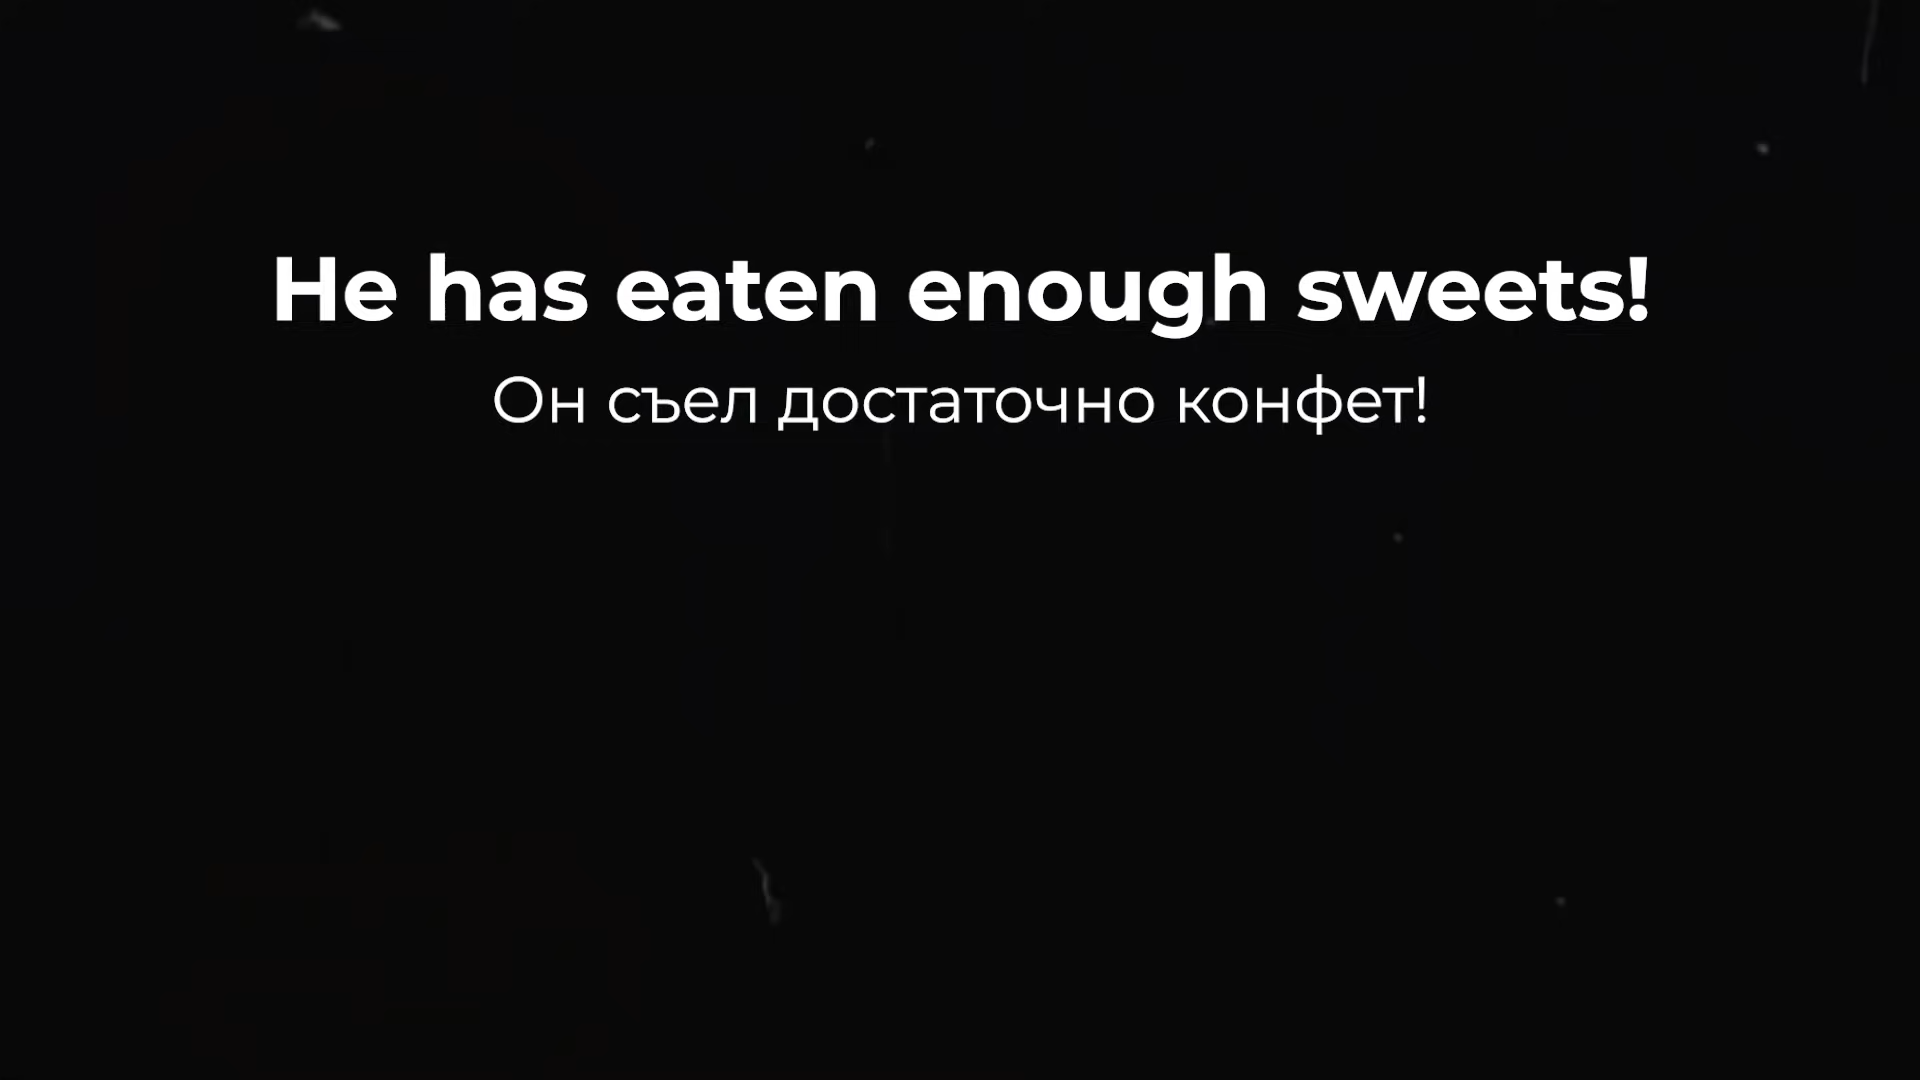 He has eaten enough sweets!
Он съел достаточно конфет!